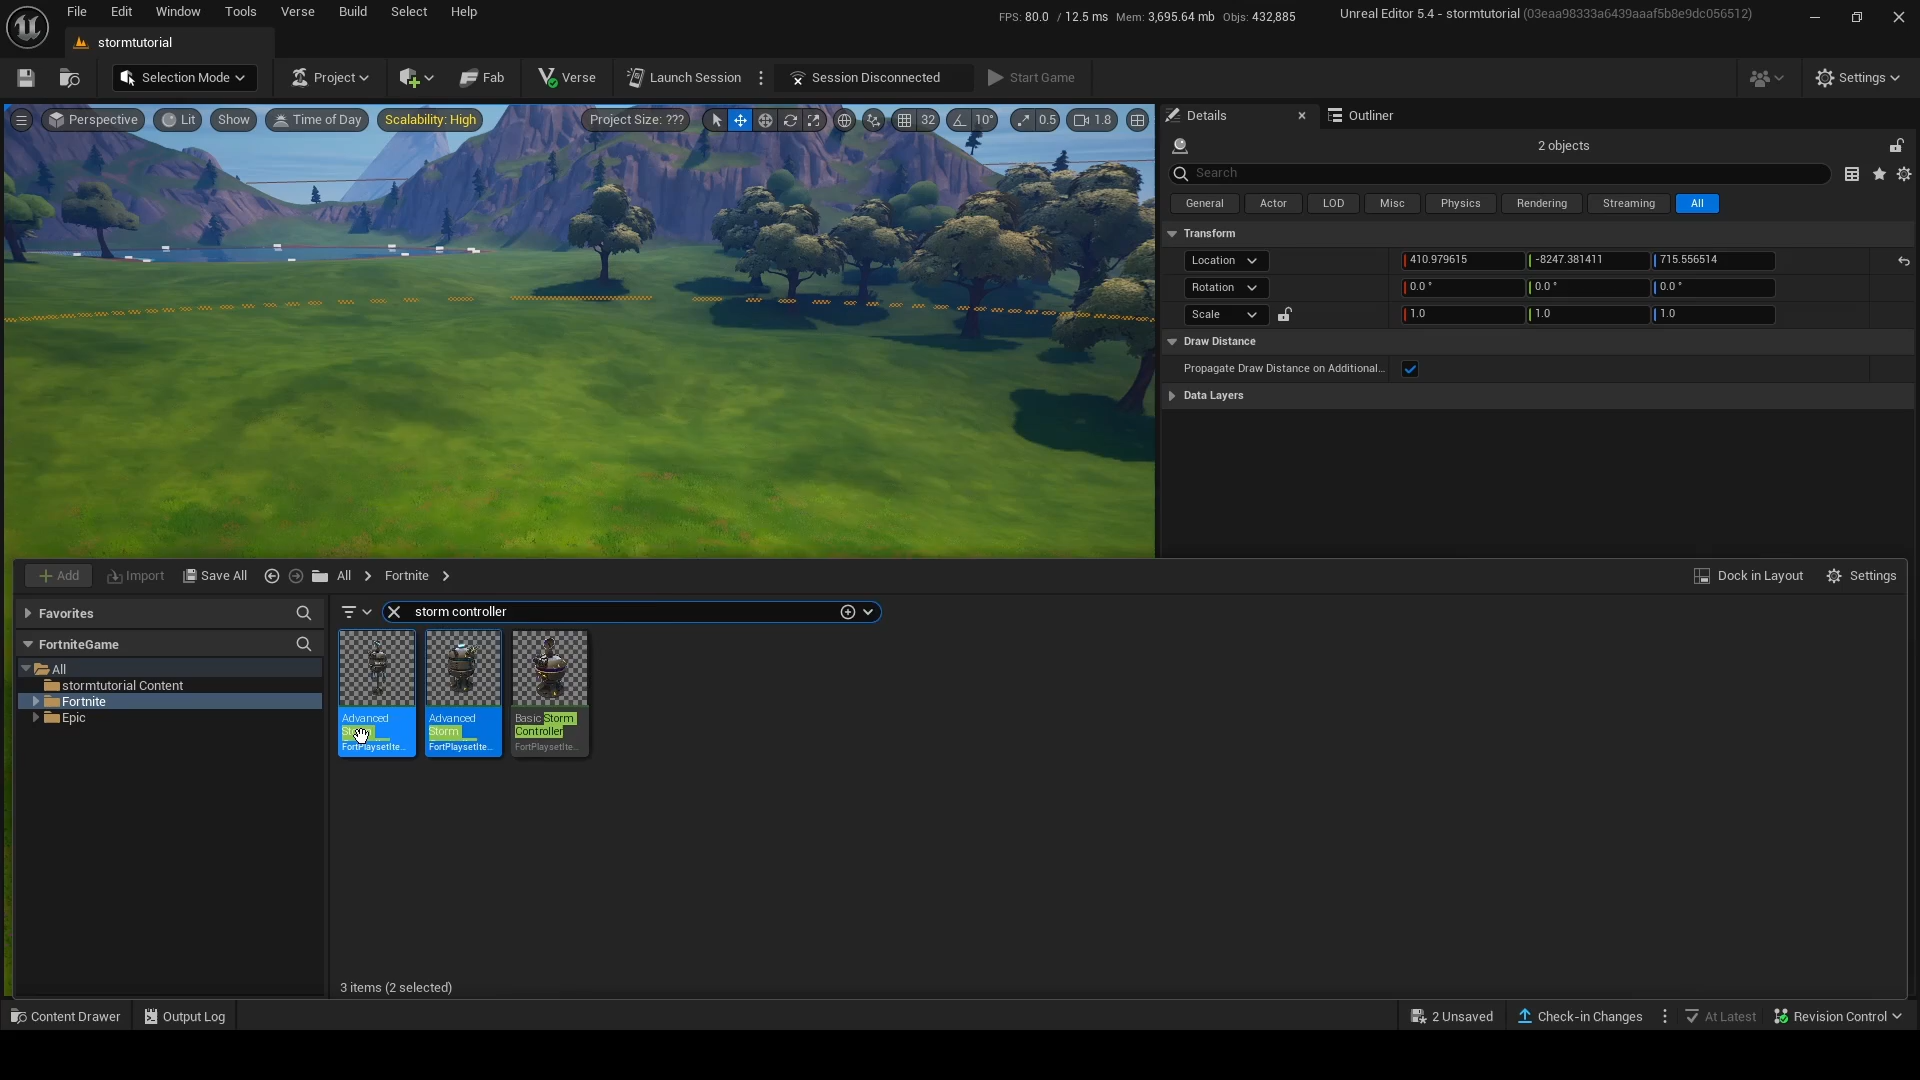 File Edit Window Tools Verse Build Select Help
FPS: 80.0 / 12.5 ms Mem: 3,695.64 mb Objs: 432,885
Unreal Editor 5.4 - stormtutorial (03eaa98333a6439aaaf5b8e9dc056512)
stormtutorial
Selection Mode Project Fab Verse Launch Session Session Disconnected Start Game Settings
Perspective Lit Show Time of Day Scalability: High Project Size: ??? 32 10° 0.5 1.8
Details Outliner
2 objects
Search
General Actor LOD Misc Physics Rendering Streaming All
Transform
Location 410.979615 -8247.381411 715.556514
Rotation 0.0 ° 0.0 ° 0.0 °
Scale 1.0 1.0 1.0
Draw Distance
Propagate Draw Distance on Additional...
Data Layers
Add Import Save All All Fortnite Dock in Layout Settings
Favorites
storm controller
FortniteGame
All
stormtutorial Content
Fortnite
Epic
Advanced
FortPlaysetIte...
Advanced
Storm
FortPlaysetIte...
Basic Storm
Controller
FortPlaysetIte...
3 items (2 selected)
Content Drawer Output Log 2 Unsaved Check-in Changes At Latest Revision Control